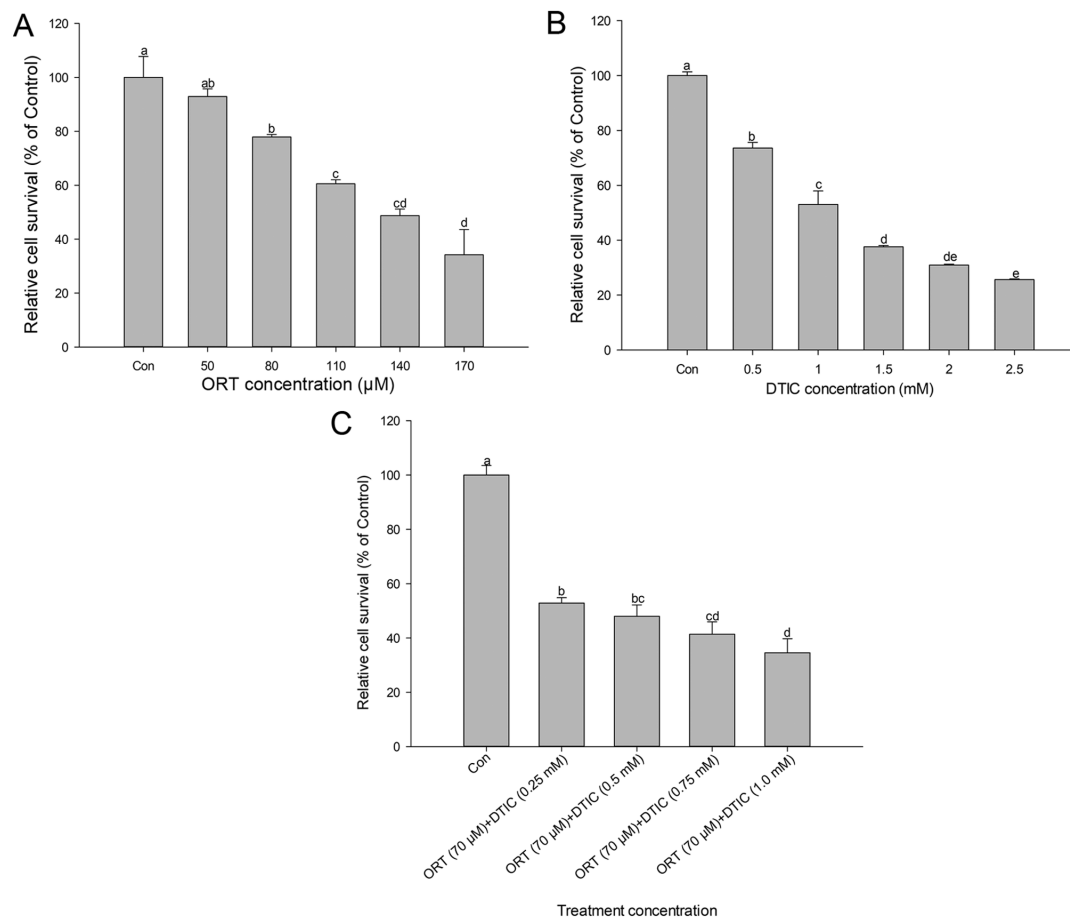 A
Relative cell survival (% of Control)
120
100
80
60
40
20
0
a
ab
b
c
cd
d
Con 50 80 110 140 170
ORT concentration (µM)
B
Relative cell survival (% of Control)
120
100
80
60
40
20
0
a
b
c
d
de
e
Con 0.5 1 1.5 2 2.5
DTIC concentration (mM)
C
Relative cell survival (% of Control)
120
100
80
60
40
20
0
a
b
bc
cd
d
Con
ORT (70 µM)+DTIC (0.25 mM)
ORT (70 µM)+DTIC (0.5 mM)
ORT (70 µM)+DTIC (0.75 mM)
ORT (70 µM)+DTIC (1.0 mM)
Treatment concentration